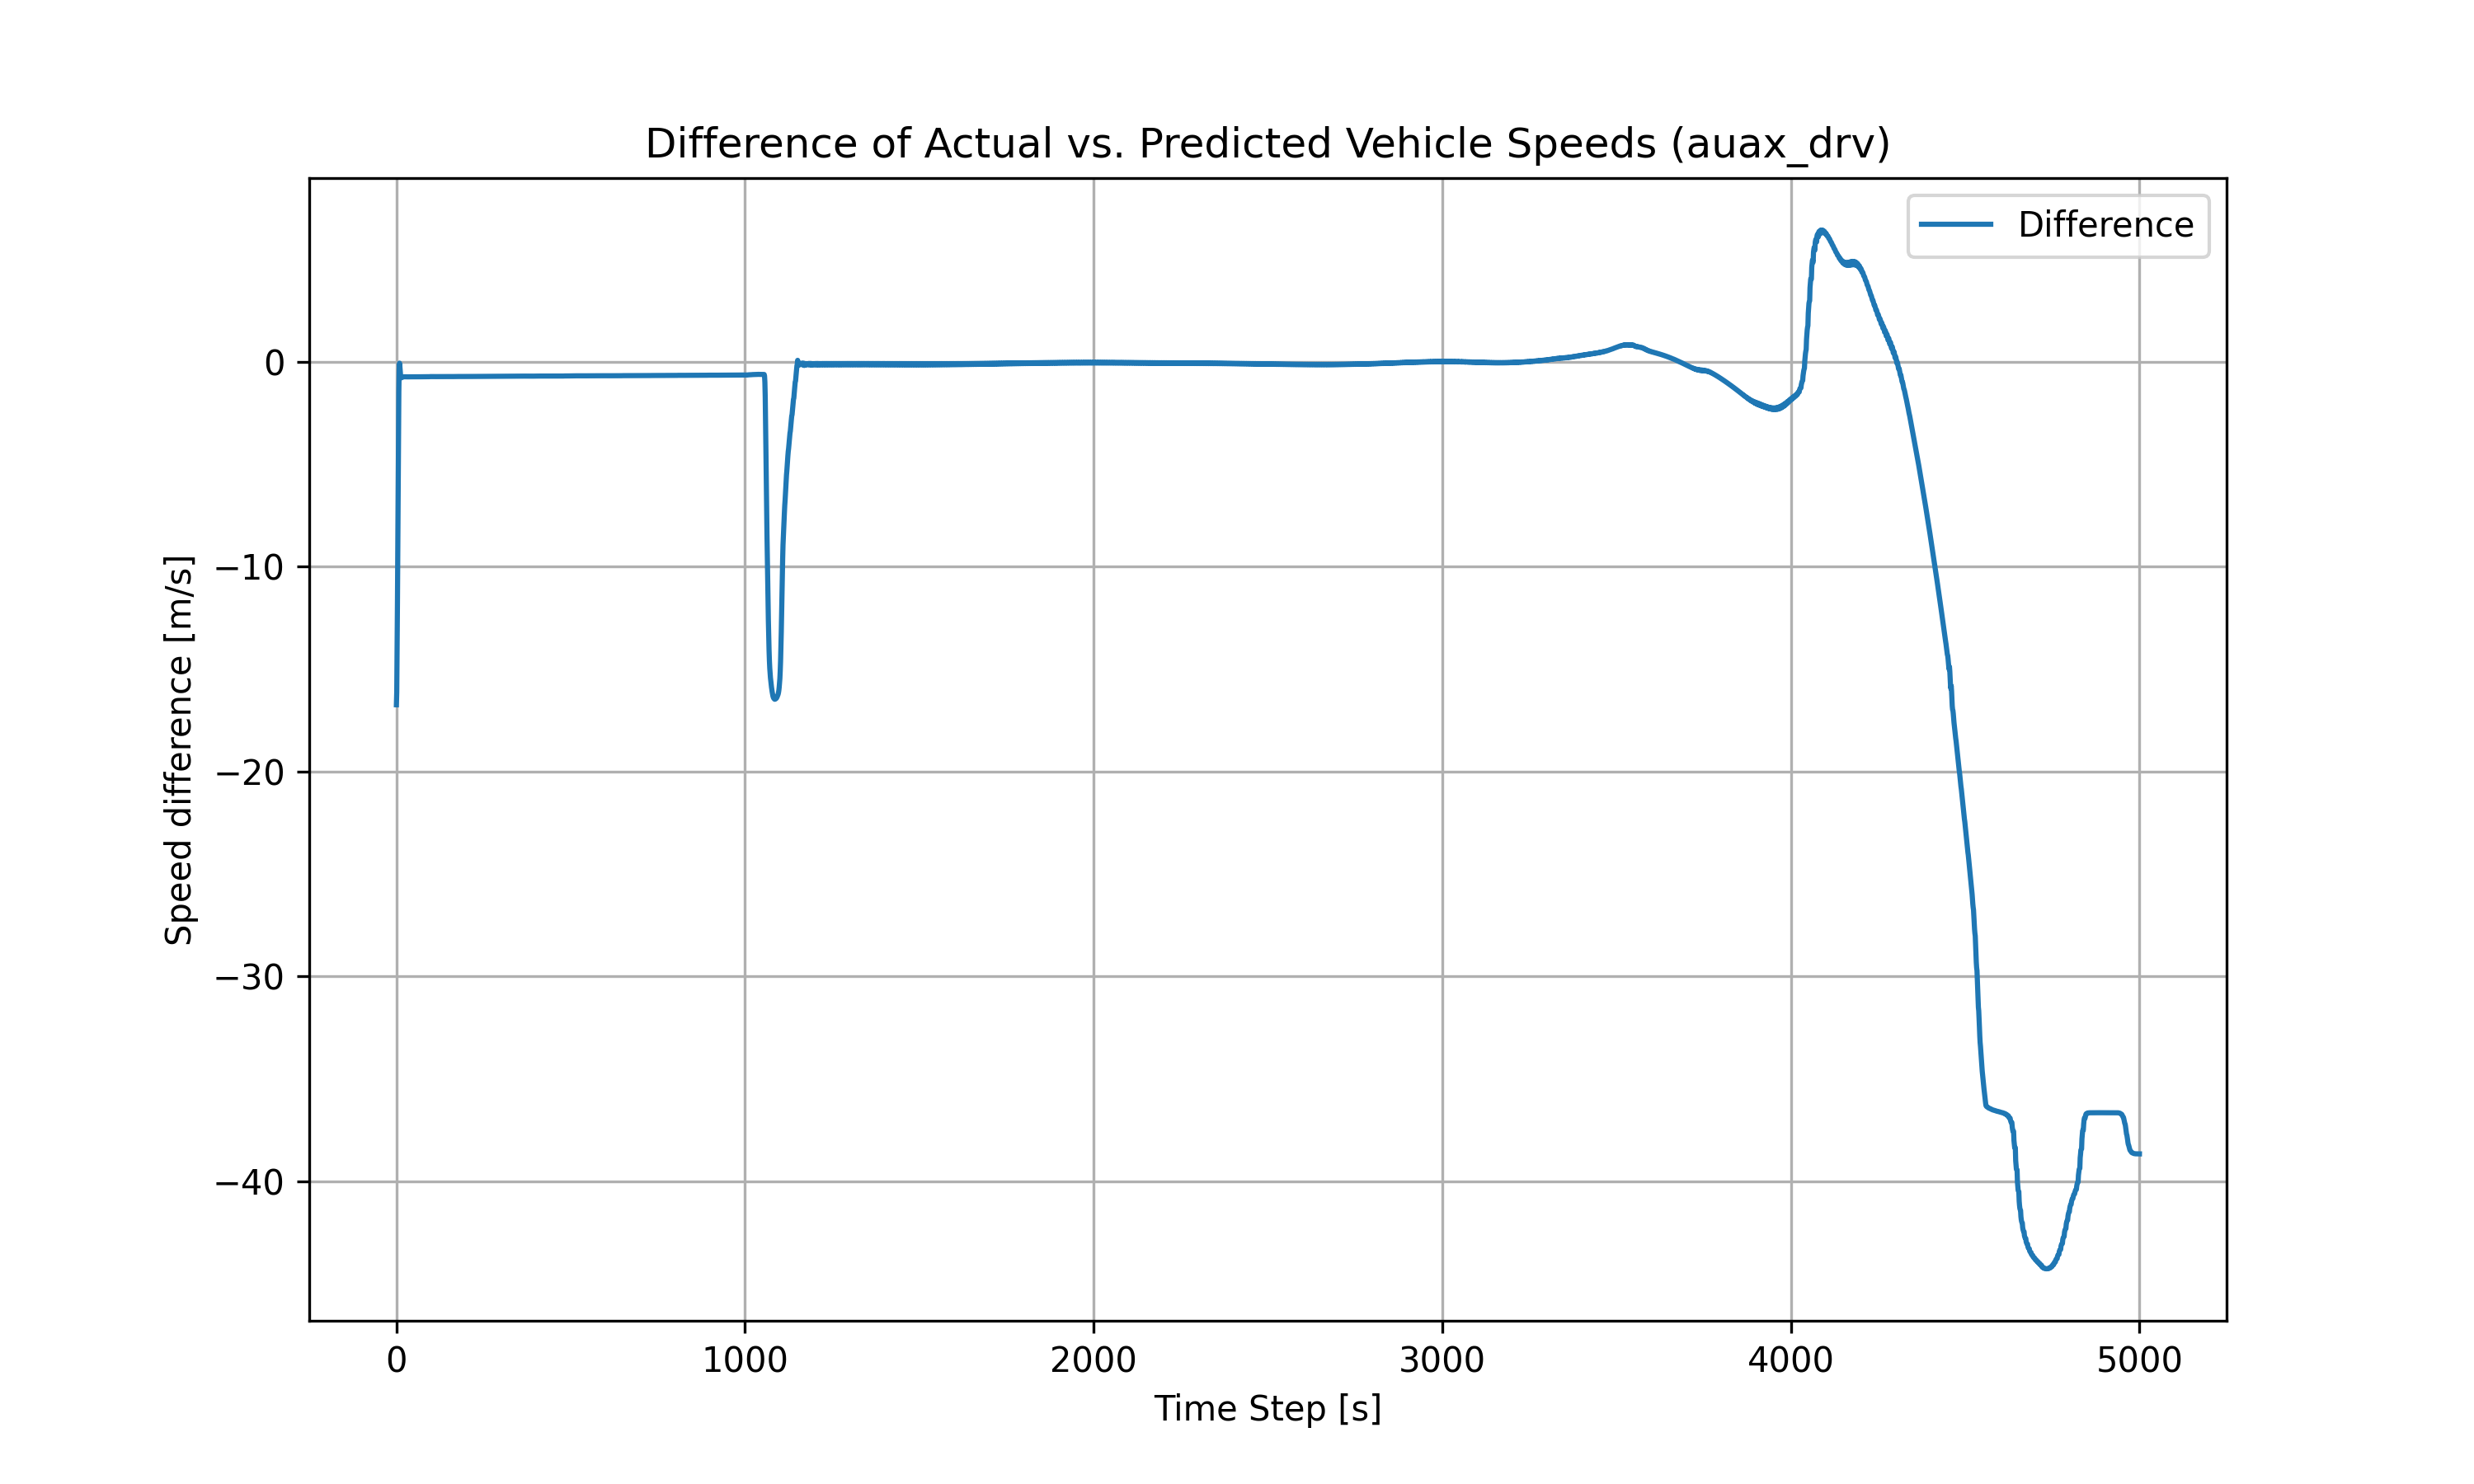 Difference of Actual vs. Predicted Vehicle Speeds (auax_drv)
Difference
Speed difference [m/s]
0
−10
−20
−30
−40
0 1000 2000 3000 4000 5000
Time Step [s]